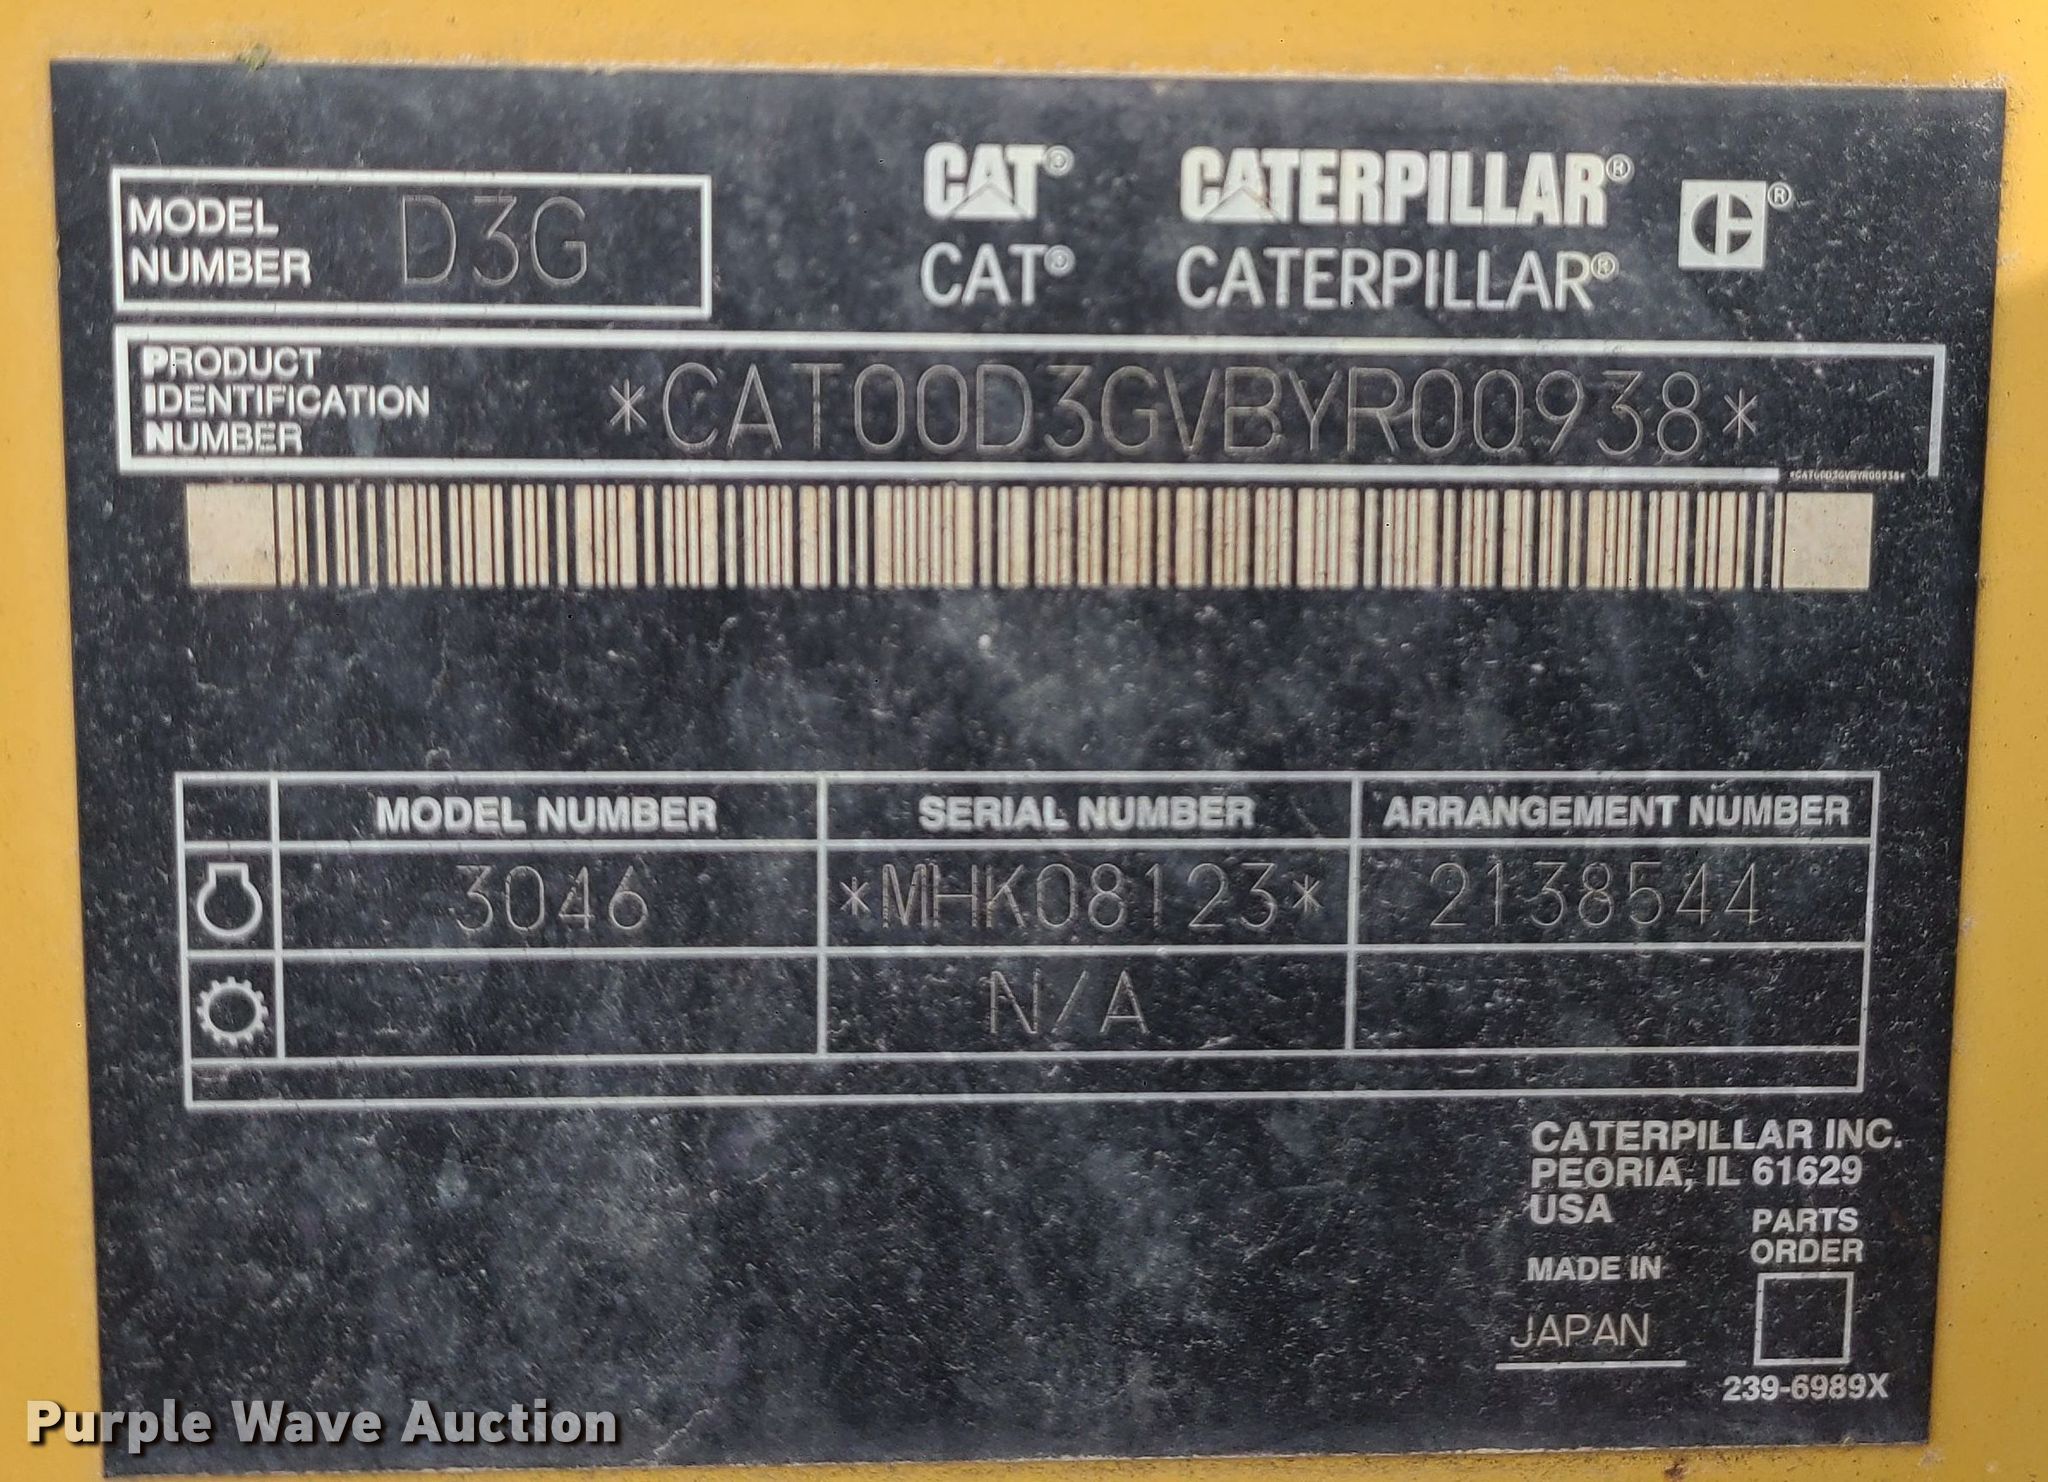 MODEL NUMBER D3G
CAT® CATERPILLAR® ®
CAT® CATERPILLAR®
PRODUCT IDENTIFICATION NUMBER *CAT00D3GVBYR00938*
*CAT00D3GVBYR00938*
MODEL NUMBER SERIAL NUMBER ARRANGEMENT NUMBER
3046 *MHK08123* 2138544
N/A
CATERPILLAR INC.
PEORIA, IL 61629
USA
PARTS ORDER
MADE IN
JAPAN
239-6989X
Purple Wave Auction